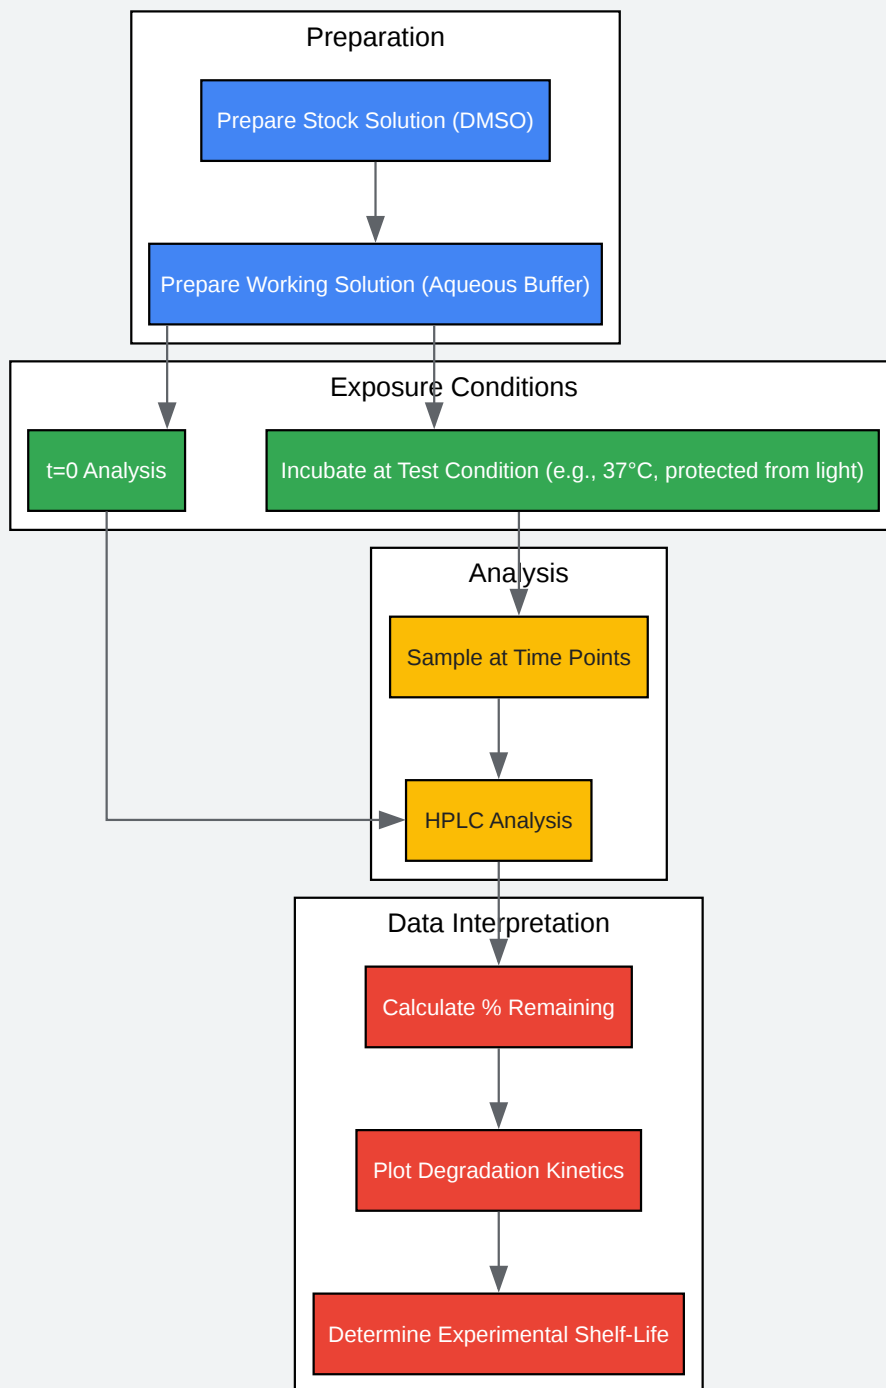 Preparation
Prepare Stock Solution (DMSO)
Prepare Working Solution (Aqueous Buffer)
Exposure Conditions
t=0 Analysis
Incubate at Test Condition (e.g., 37°C, protected from light)
Analysis
Sample at Time Points
HPLC Analysis
Data Interpretation
Calculate % Remaining
Plot Degradation Kinetics
Determine Experimental Shelf-Life